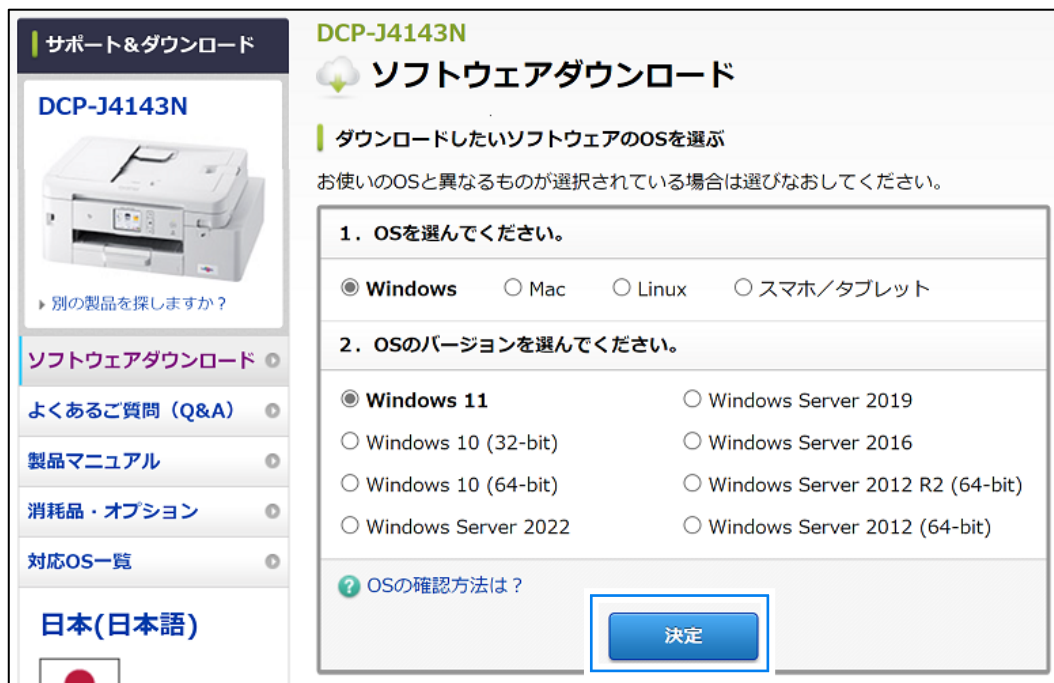 サポート&ダウンロード
DCP-J4143N
別の製品を探しますか？
ソフトウェアダウンロード
よくあるご質問（Q&A）
製品マニュアル
消耗品・オプション
対応OS一覧
日本(日本語)
DCP-J4143N
ソフトウェアダウンロード
ダウンロードしたいソフトウェアのOSを選ぶ
お使いのOSと異なるものが選択されている場合は選びなおしてください。
1．OSを選んでください。
Windows Mac Linux スマホ／タブレット
2．OSのバージョンを選んでください。
Windows 11 Windows Server 2019
Windows 10 (32-bit) Windows Server 2016
Windows 10 (64-bit) Windows Server 2012 R2 (64-bit)
Windows Server 2022 Windows Server 2012 (64-bit)
OSの確認方法は？
決定